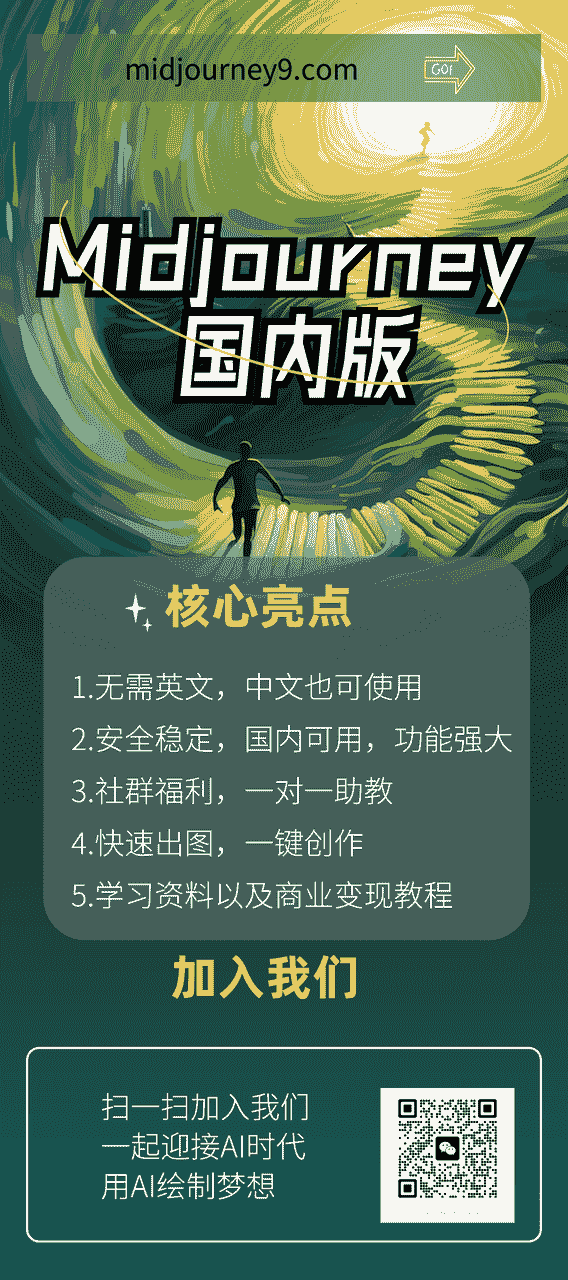 midjourney9.com
GO!
Midjourney
国内版
核心亮点
1.无需英文，中文也可使用
2.安全稳定，国内可用，功能强大
3.社群福利，一对一助教
4.快速出图，一键创作
5.学习资料以及商业变现教程
加入我们
扫一扫加入我们
一起迎接AI时代
用AI绘制梦想